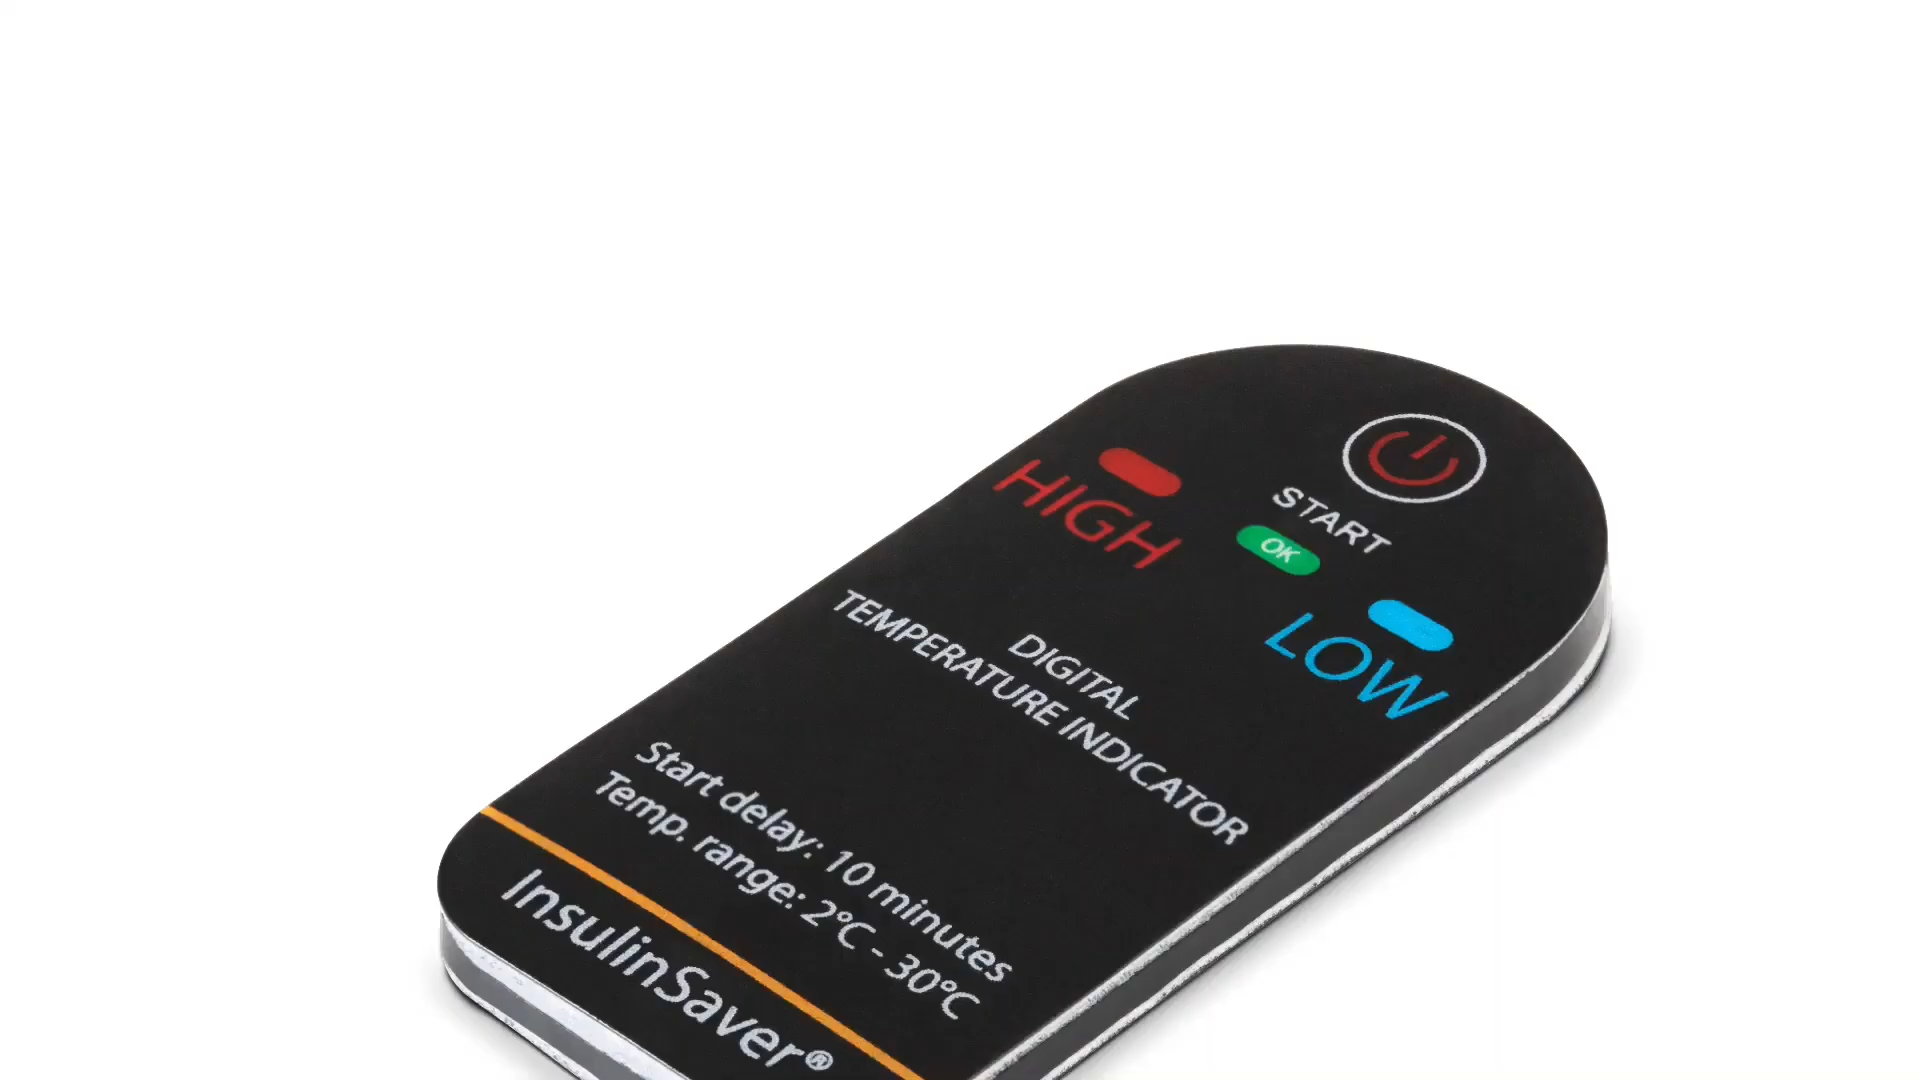 START
OK
HIGH
LOW
DIGITAL
TEMPERATURE INDICATOR
Start delay: 10 minutes
Temp. range: 2°C - 30°C
InsulinSaver®